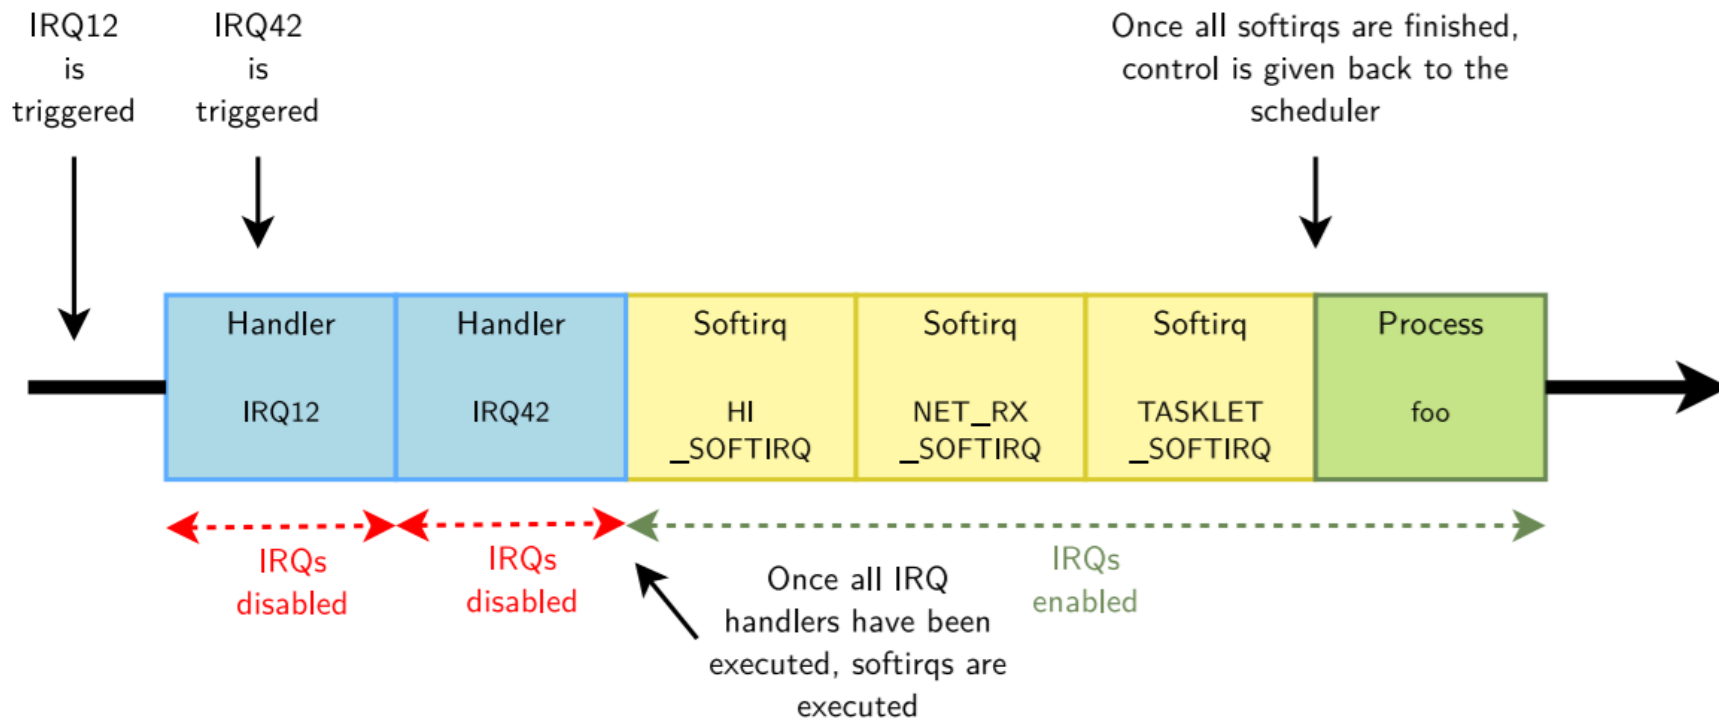 IRQ12
is
triggered
IRQ42
is
triggered
Once all softirqs are finished,
control is given back to the
scheduler
Handler
IRQ12
Handler
IRQ42
Softirq
HI
_SOFTIRQ
Softirq
NET_RX
_SOFTIRQ
Softirq
TASKLET
_SOFTIRQ
Process
foo
IRQs
disabled
IRQs
disabled
Once all IRQ
handlers have been
executed, softirqs are
executed
IRQs
enabled